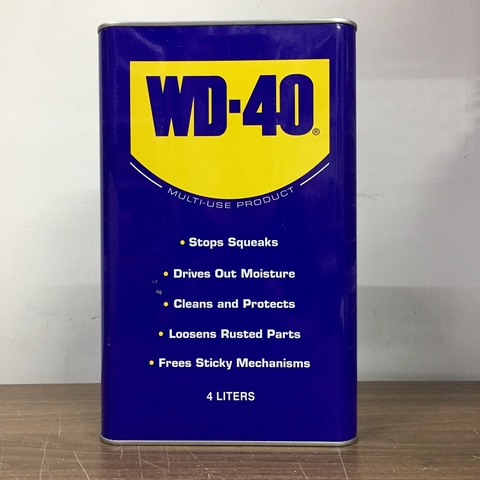 WD-40®
MULTI-USE PRODUCT
• Stops Squeaks
• Drives Out Moisture
• Cleans and Protects
• Loosens Rusted Parts
• Frees Sticky Mechanisms
4 LITERS